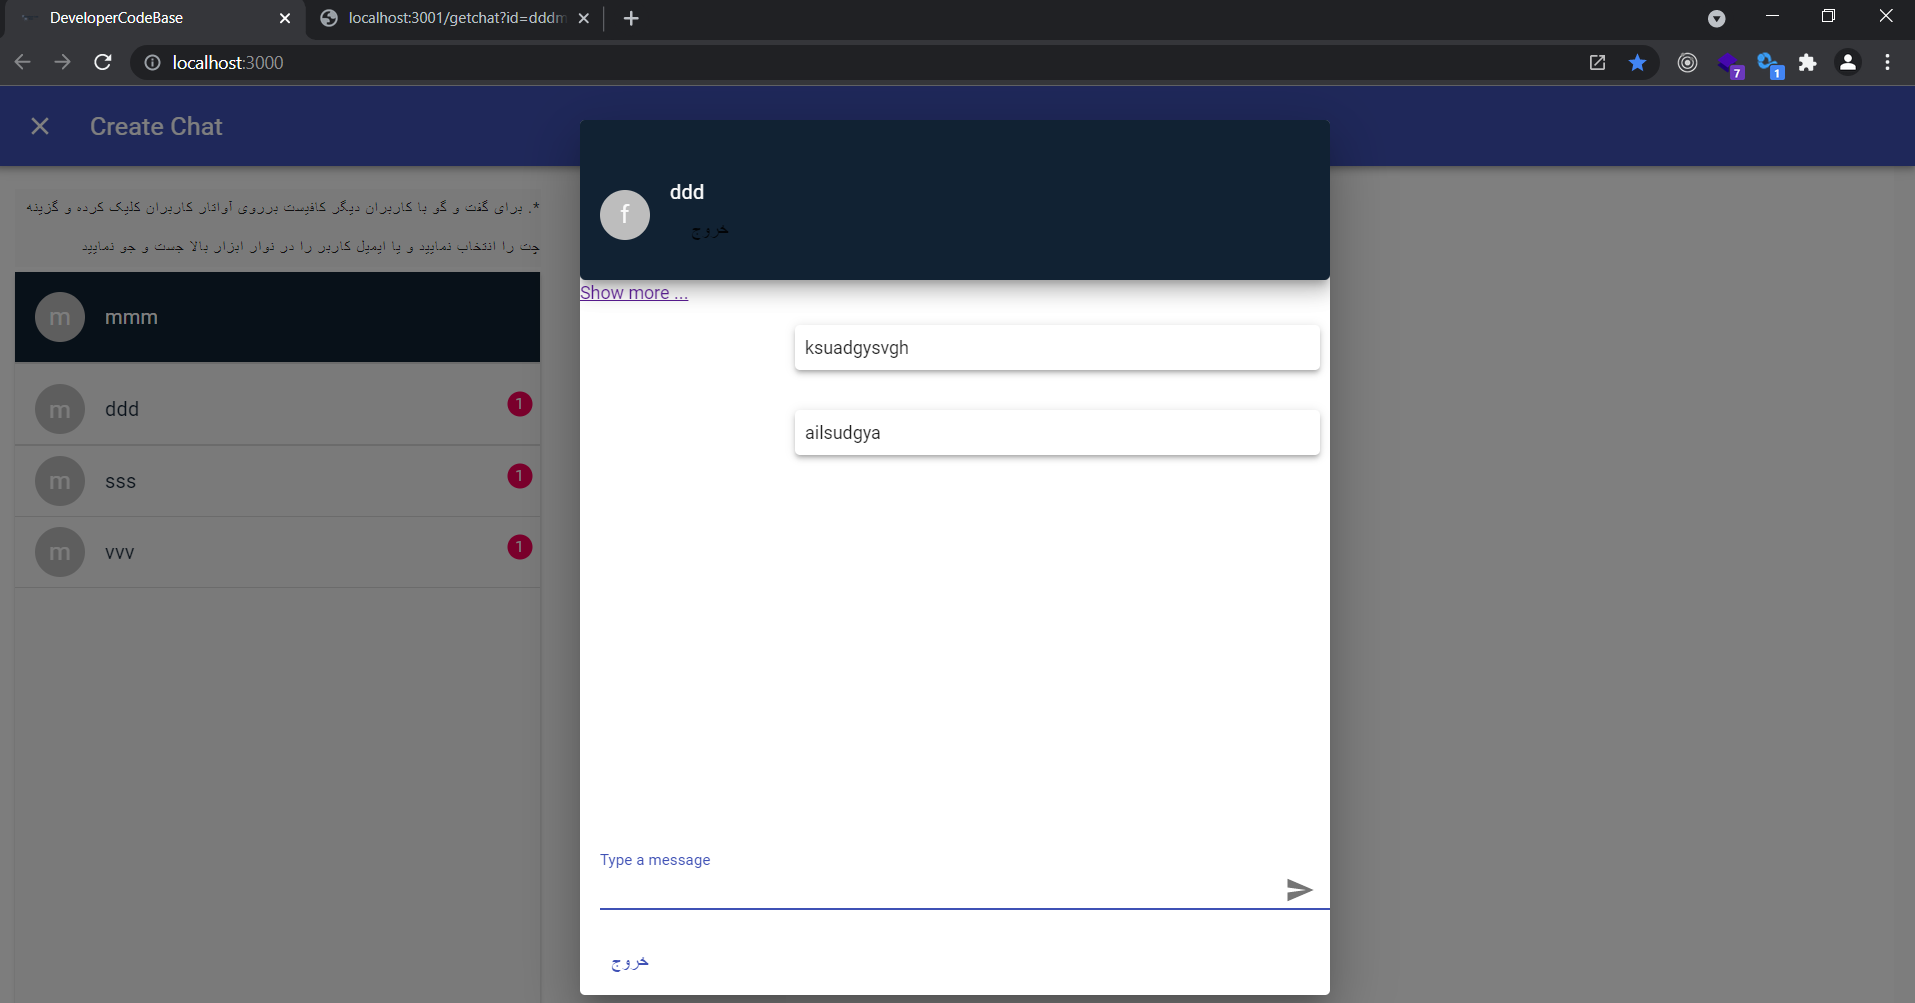 DeveloperCodeBase
localhost:3001/getchat?id=dddm
localhost:3000
7
1
Create Chat
*. برای گفت و گو با کاربران دیگر کافیست برروی آواتار کاربران کلیک کرده و گزینه
چت را انتخاب نمایید و یا ایمیل کاربر را در نوار ابزار بالا جست و جو نمایید
m mmm
m ddd 1
m sss 1
m vvv 1
ddd
f
خروج
Show more ...
ksuadgysvgh
ailsudgya
Type a message
خروج